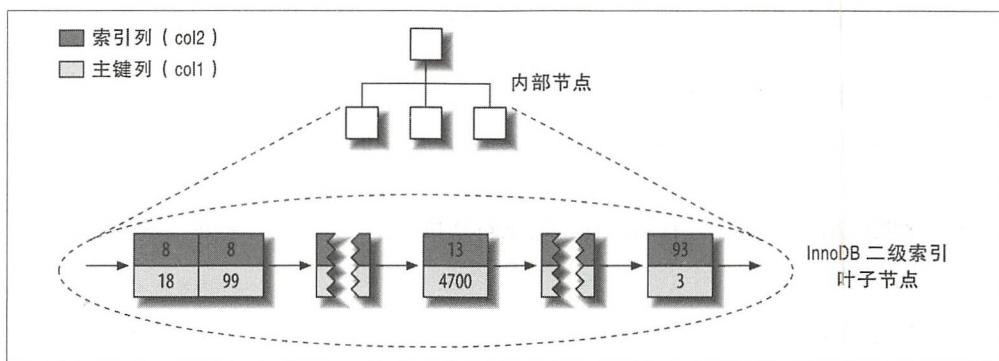 索引列（col2）
主键列（col1）
内部节点
8 8 13 93
18 99 4700 3
InnoDB 二级索引
叶子节点